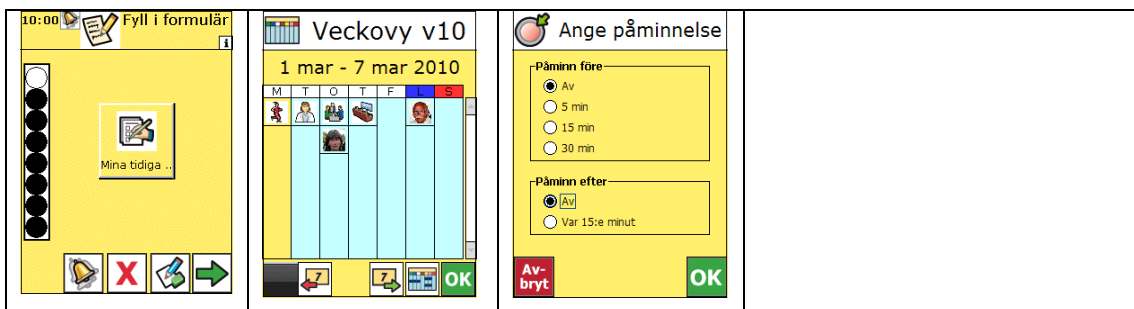 10:00 Fyll i formulär
i
Mina tidiga ..
X
Veckovy v10
1 mar - 7 mar 2010
M T O T F L S
7 7 OK
Ange påminnelse
Påminn före
Av
5 min
15 min
30 min
Påminn efter
Av
Var 15:e minut
Av-
bryt
OK